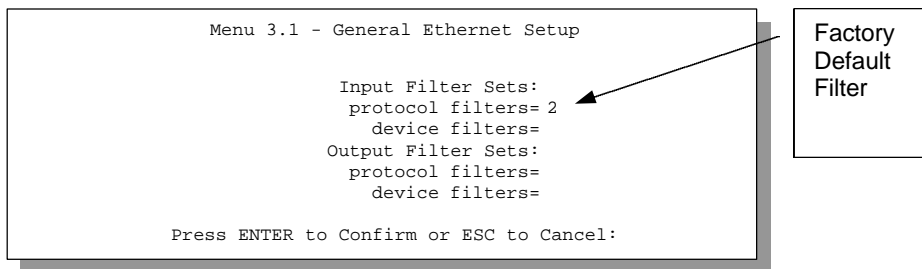 Menu 3.1 - General Ethernet Setup
Input Filter Sets:
protocol filters= 2
device filters=
Output Filter Sets:
protocol filters=
device filters=
Press ENTER to Confirm or ESC to Cancel:
Factory
Default
Filter